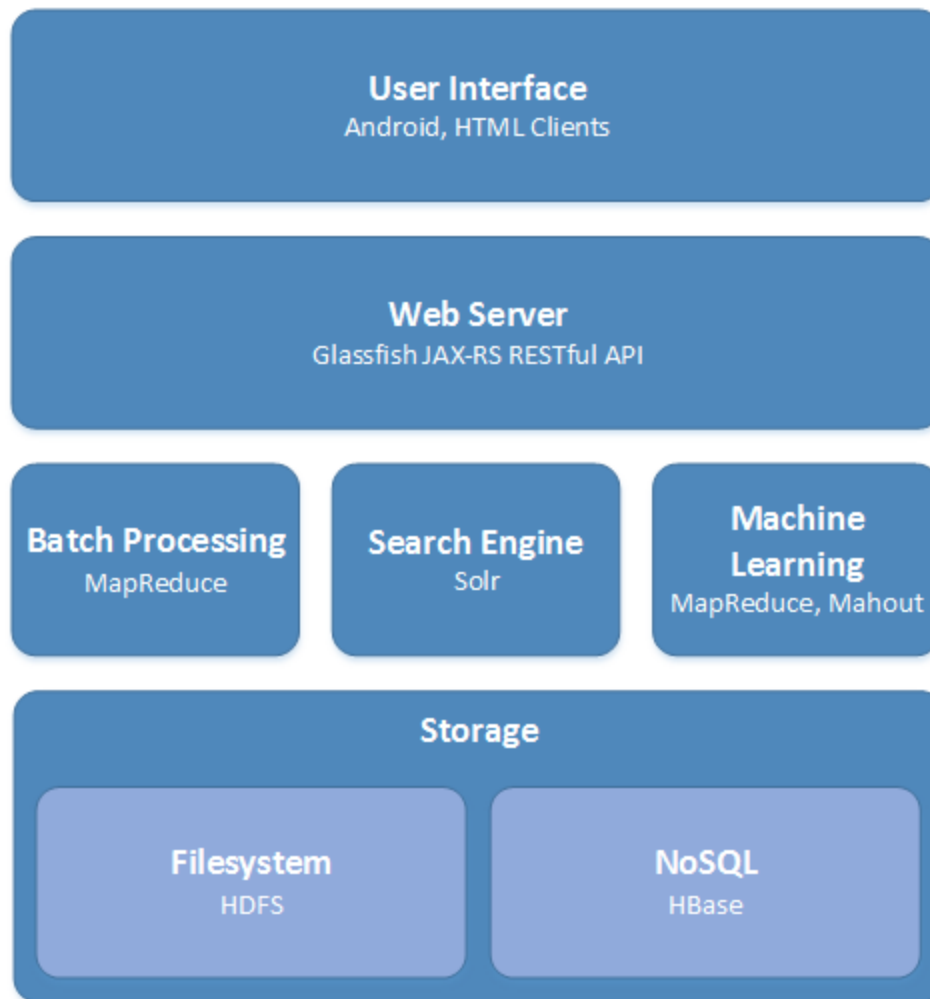 User Interface
Android, HTML Clients
Web Server
Glassfish JAX-RS RESTful API
Batch Processing
MapReduce
Search Engine
Solr
Machine
Learning
MapReduce, Mahout
Storage
Filesystem
HDFS
NoSQL
HBase